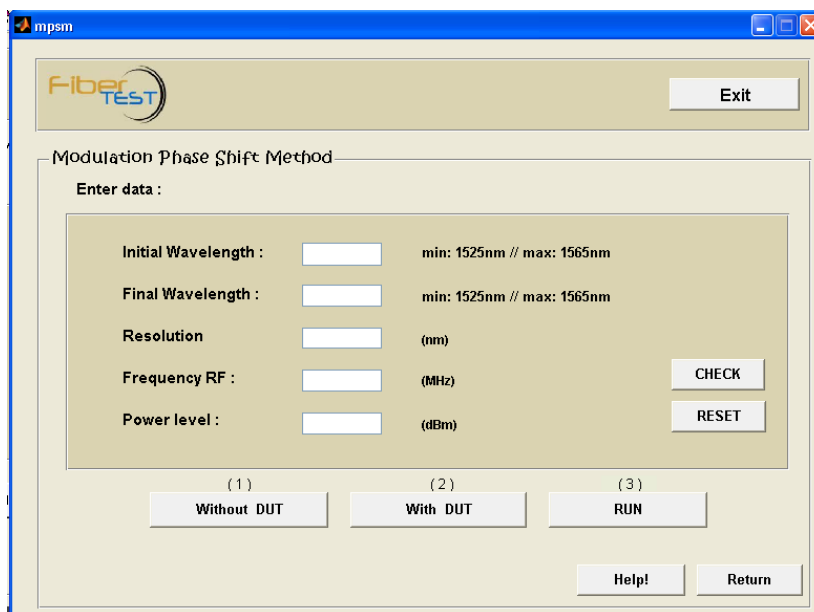 mpsm
Fiber
TEST
Exit
Modulation Phase Shift Method
Enter data :
Initial Wavelength : min: 1525nm // max: 1565nm
Final Wavelength : min: 1525nm // max: 1565nm
Resolution (nm)
Frequency RF : (MHz) CHECK
Power level : (dBm) RESET
(1) (2) (3)
Without DUT With DUT RUN
Help! Return